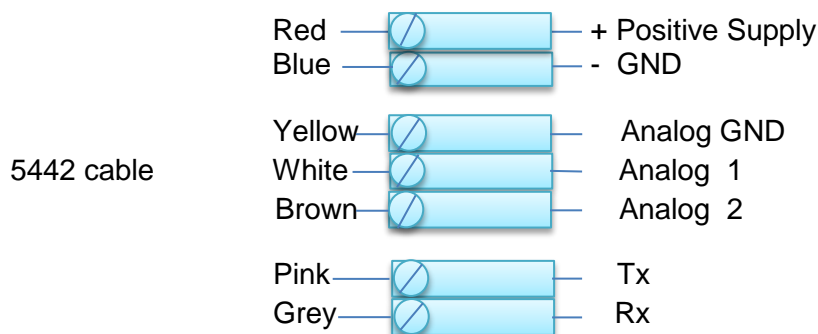 Red + Positive Supply
Blue - GND
Yellow Analog GND
5442 cable White Analog 1
Brown Analog 2
Pink Tx
Grey Rx